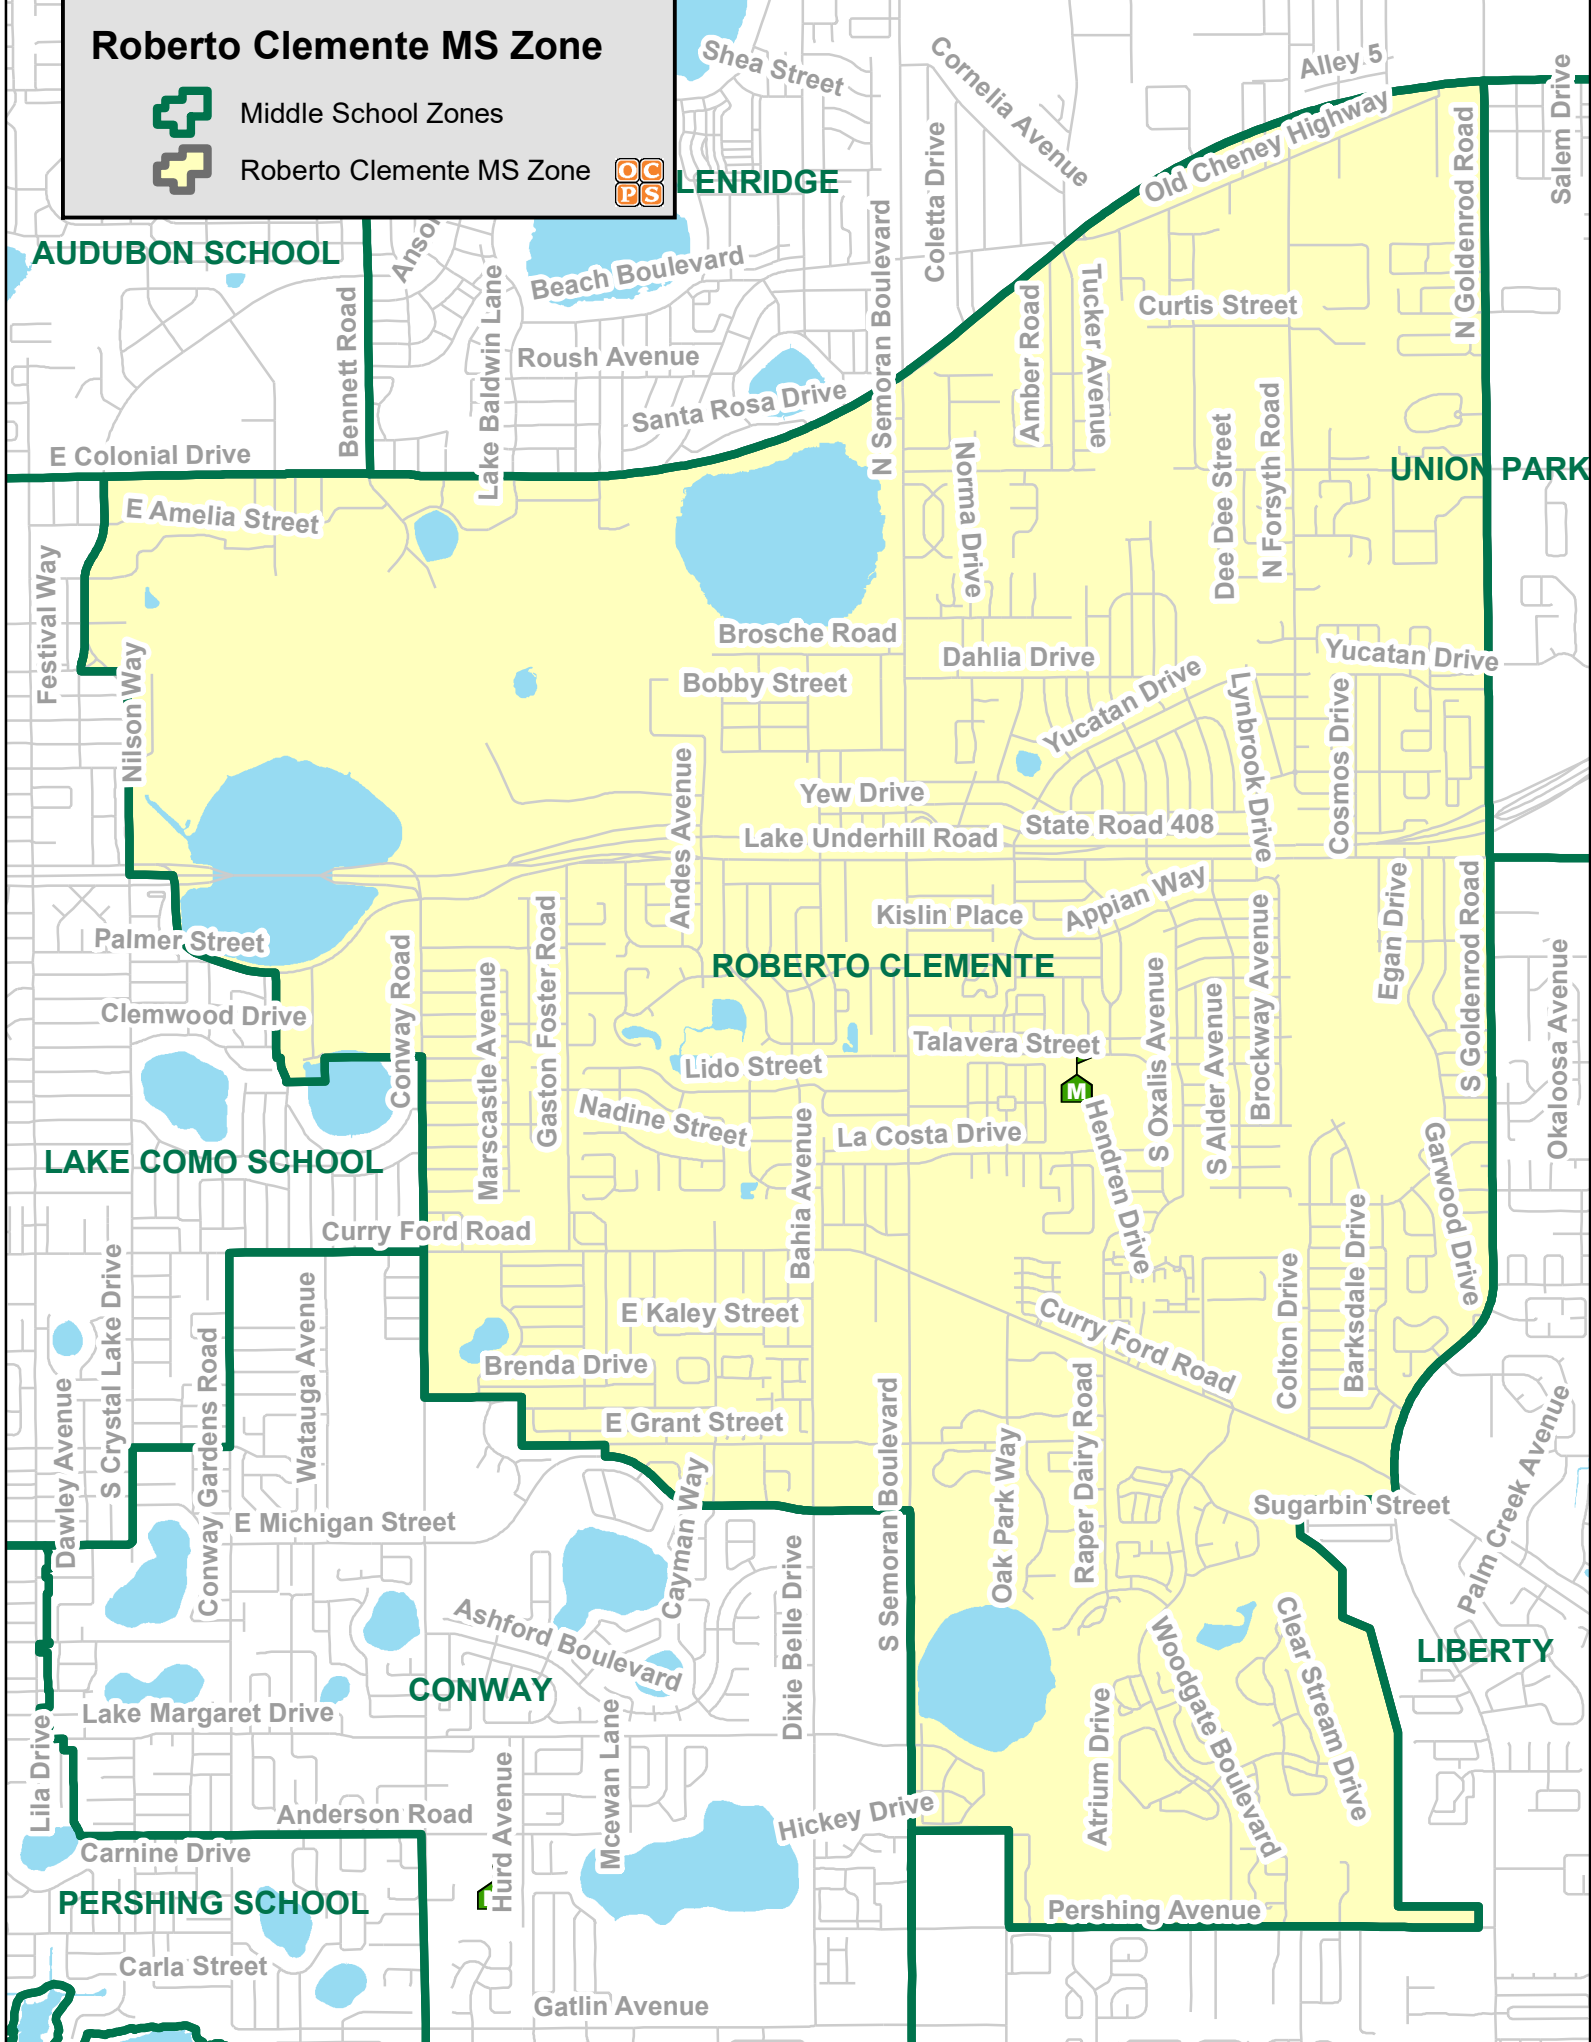 Roberto Clemente MS Zone
Middle School Zones
Roberto Clemente MS Zone
OC
PS
Shea Street
Cornelia Avenue
Alley 5
Salem Drive
Old Cheney Highway
N Goldenrod Road
Coletta Drive
LENRIDGE
AUDUBON SCHOOL
Anson
Beach Boulevard
N Semoran Boulevard
Lake Baldwin Lane
Bennett Road
Roush Avenue
Santa Rosa Drive
Amber Road
Tucker Avenue
Curtis Street
E Colonial Drive
E Amelia Street
Norma Drive
Dee Dee Street
N Forsyth Road
UNION PARK
Festival Way
Nilson Way
Brosche Road
Bobby Street
Dahlia Drive
Yucatan Drive
Yucatan Drive
Lynbrook Drive
Cosmos Drive
Andes Avenue
Yew Drive
Lake Underhill Road
State Road 408
Kislin Place
Appian Way
Egan Drive
S Goldenrod Road
Okaloosa Avenue
Palmer Street
Clemwood Drive
Conway Road
Marscastle Avenue
Gaston Foster Road
ROBERTO CLEMENTE
Talavera Street
M
Lido Street
Nadine Street
La Costa Drive
Bahia Avenue
Hendren Drive
S Oxalis Avenue
S Alder Avenue
Brockway Avenue
Garwood Drive
LAKE COMO SCHOOL
Curry Ford Road
S Crystal Lake Drive
Watauga Avenue
Conway Gardens Road
Dawley Avenue
E Kaley Street
Brenda Drive
E Grant Street
Curry Ford Road
Colton Drive
Barksdale Drive
S Semoran Boulevard
Oak Park Way
Raper Dairy Road
Palm Creek Avenue
Sugarbin Street
E Michigan Street
Cayman Way
Dixie Belle Drive
Ashford Boulevard
CONWAY
Lake Margaret Drive
Lila Drive
Woodgate Boulevard
Clear Stream Drive
LIBERTY
Atrium Drive
Mcewan Lane
Hurd Avenue
Hickey Drive
Anderson Road
Carnine Drive
PERSHING SCHOOL
Pershing Avenue
Carla Street
Gatlin Avenue